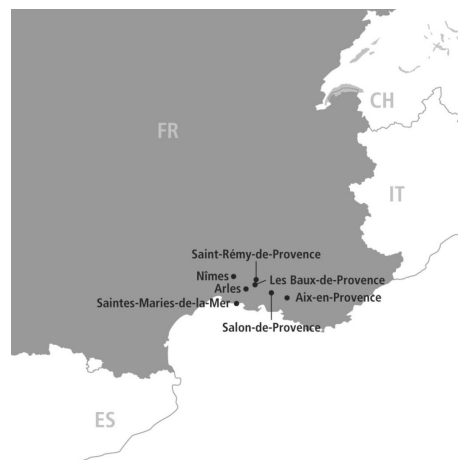 CH
FR
IT
Saint-Rémy-de-Provence
Nîmes
Les Baux-de-Provence
Arles
Aix-en-Provence
Saintes-Maries-de-la-Mer
Salon-de-Provence
ES